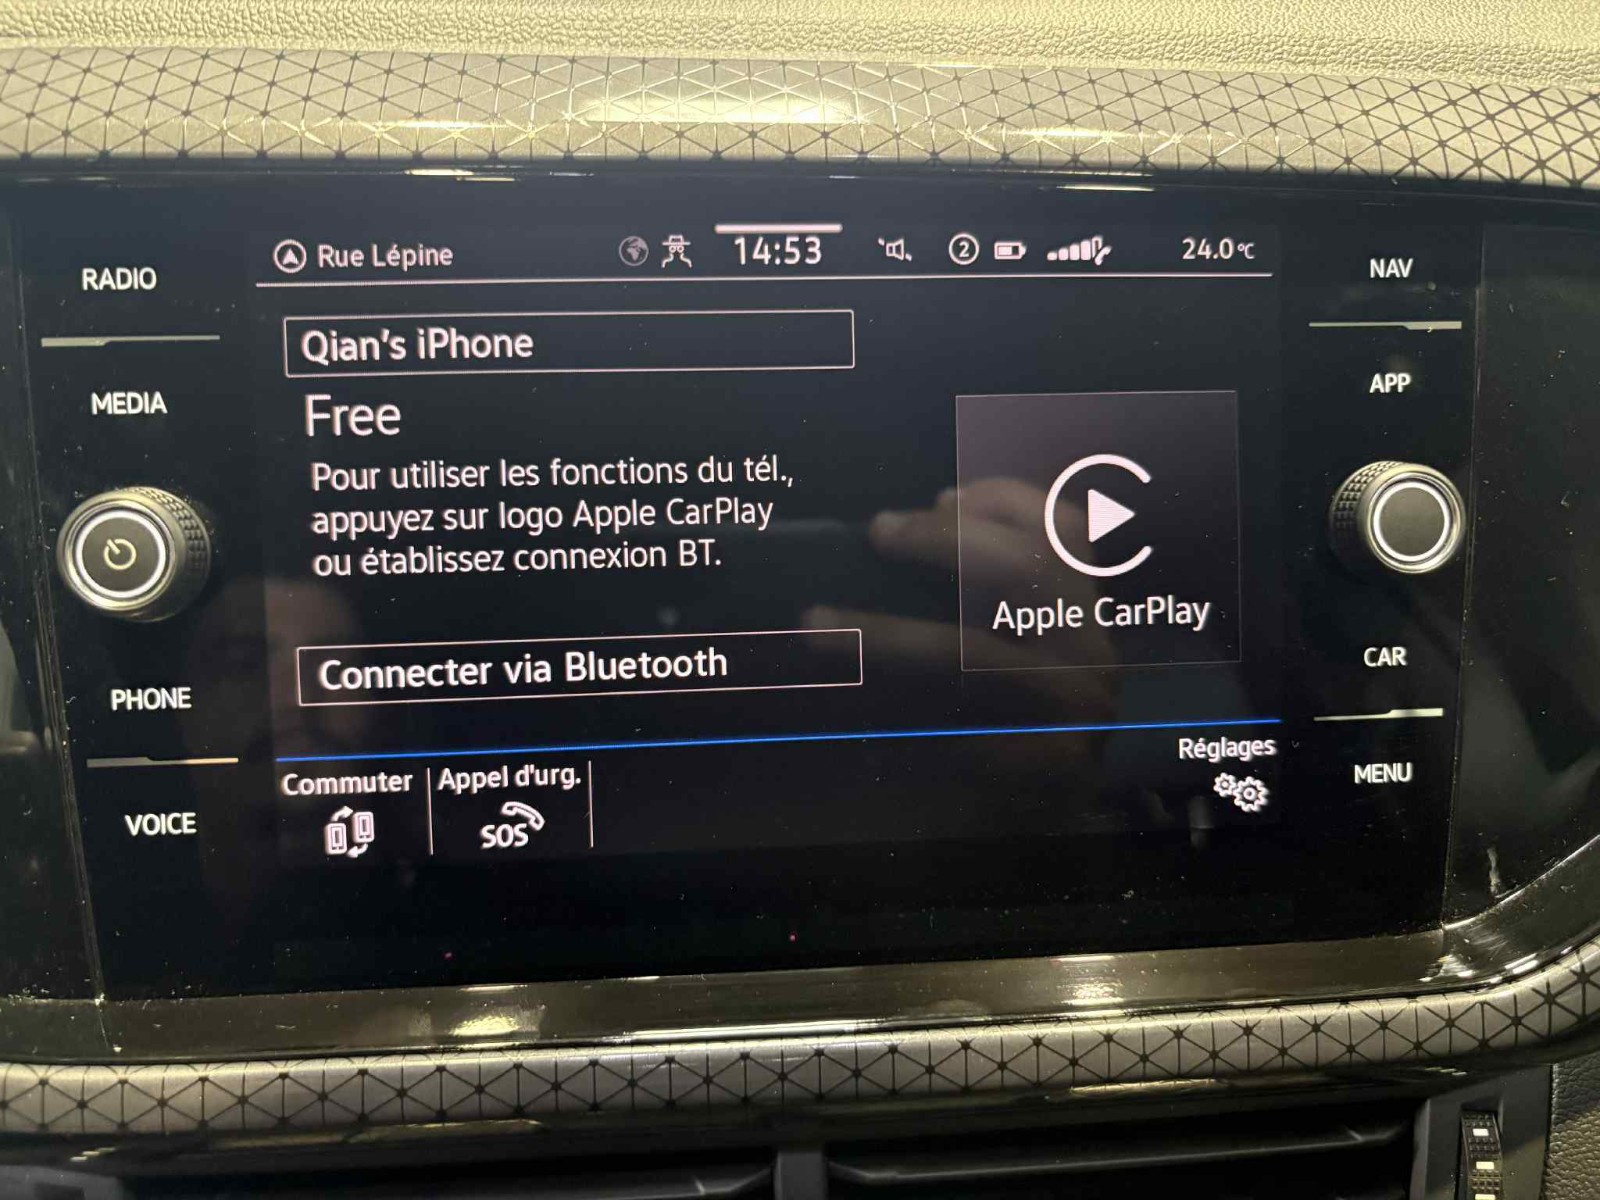 RADIO
MEDIA
PHONE
VOICE
Rue Lépine
14:53
2
24.0°C
Qian's iPhone
Free
Pour utiliser les fonctions du tél.,
appuyez sur logo Apple CarPlay
ou établissez connexion BT.
Apple CarPlay
Connecter via Bluetooth
Commuter
Appel d'urg.
SOS
Réglages
NAV
APP
CAR
MENU